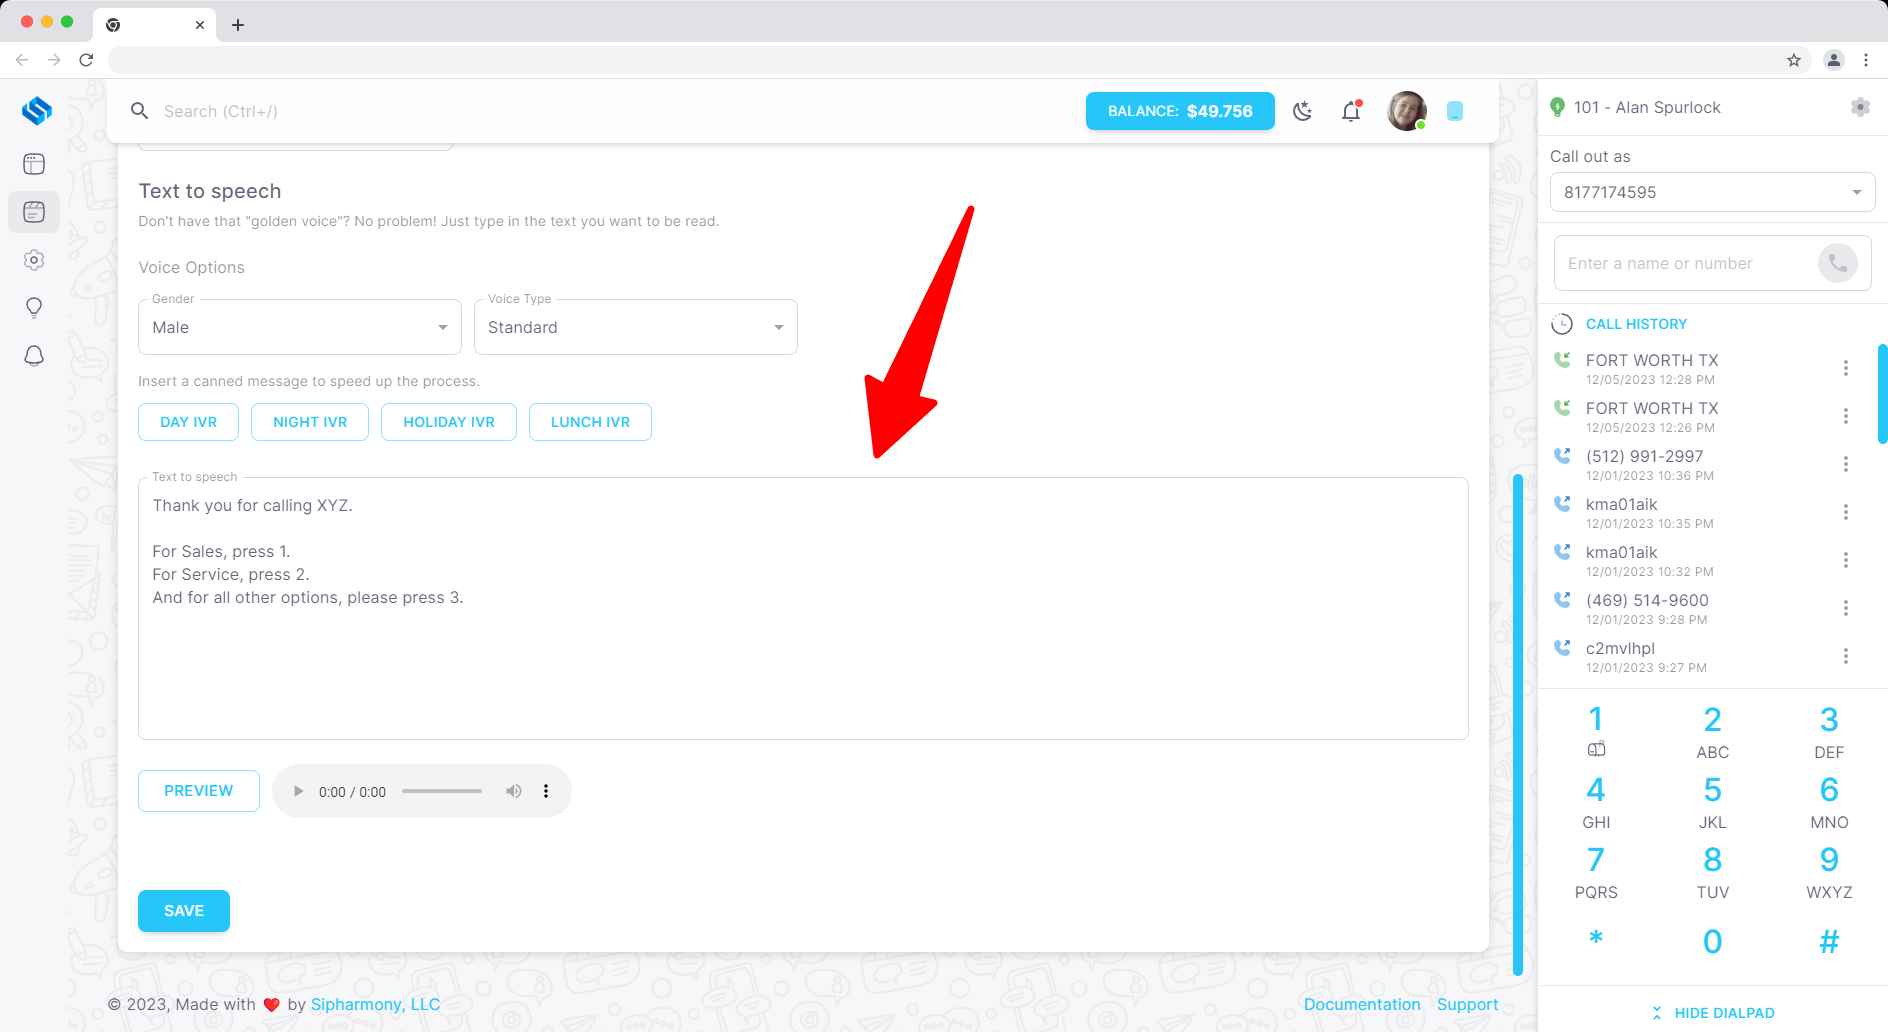 Search (Ctrl+/)
BALANCE: $49.756
Text to speech
Don't have that "golden voice"? No problem! Just type in the text you want to be read.
Voice Options
Gender
Male
Voice Type
Standard
Insert a canned message to speed up the process.
DAY IVR
NIGHT IVR
HOLIDAY IVR
LUNCH IVR
Text to speech
Thank you for calling XYZ.
For Sales, press 1.
For Service, press 2.
And for all other options, please press 3.
PREVIEW
0:00 / 0:00
SAVE
© 2023, Made with ❤️ by Sipharmony, LLC
Documentation
Support
101 - Alan Spurlock
Call out as
8177174595
Enter a name or number
CALL HISTORY
FORT WORTH TX
12/05/2023 12:28 PM
FORT WORTH TX
12/05/2023 12:26 PM
(512) 991-2997
12/01/2023 10:36 PM
kma01aik
12/01/2023 10:35 PM
kma01aik
12/01/2023 10:32 PM
(469) 514-9600
12/01/2023 9:28 PM
c2mvlhpl
12/01/2023 9:27 PM
1 2 3
ABC DEF
4 5 6
GHI JKL MNO
7 8 9
PQRS TUV WXYZ
* 0 #
HIDE DIALPAD